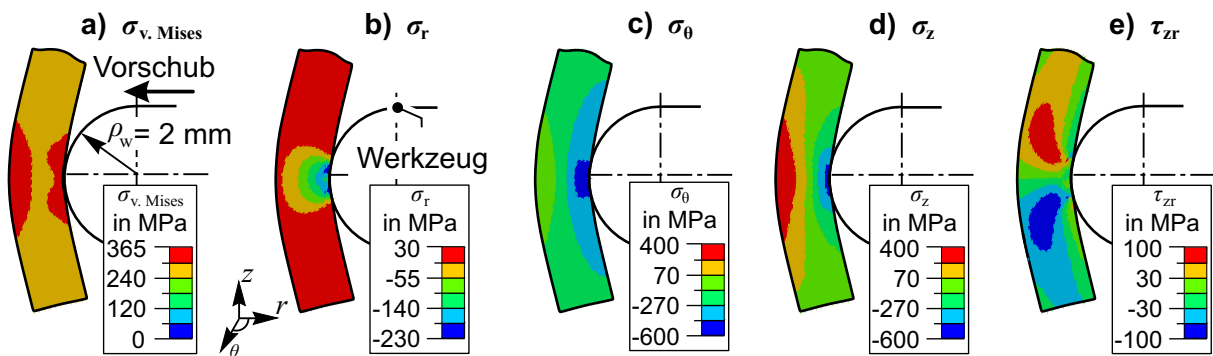 a) σv. Mises
b) σr
c) σθ
d) σz
e) τzr
Vorschub
ρw = 2 mm
Werkzeug
σv. Mises
in MPa
365
240
120
0
z
r
θ
σr
in MPa
30
-55
-140
-230
σθ
in MPa
400
70
-270
-600
σz
in MPa
400
70
-270
-600
τzr
in MPa
100
30
-30
-100